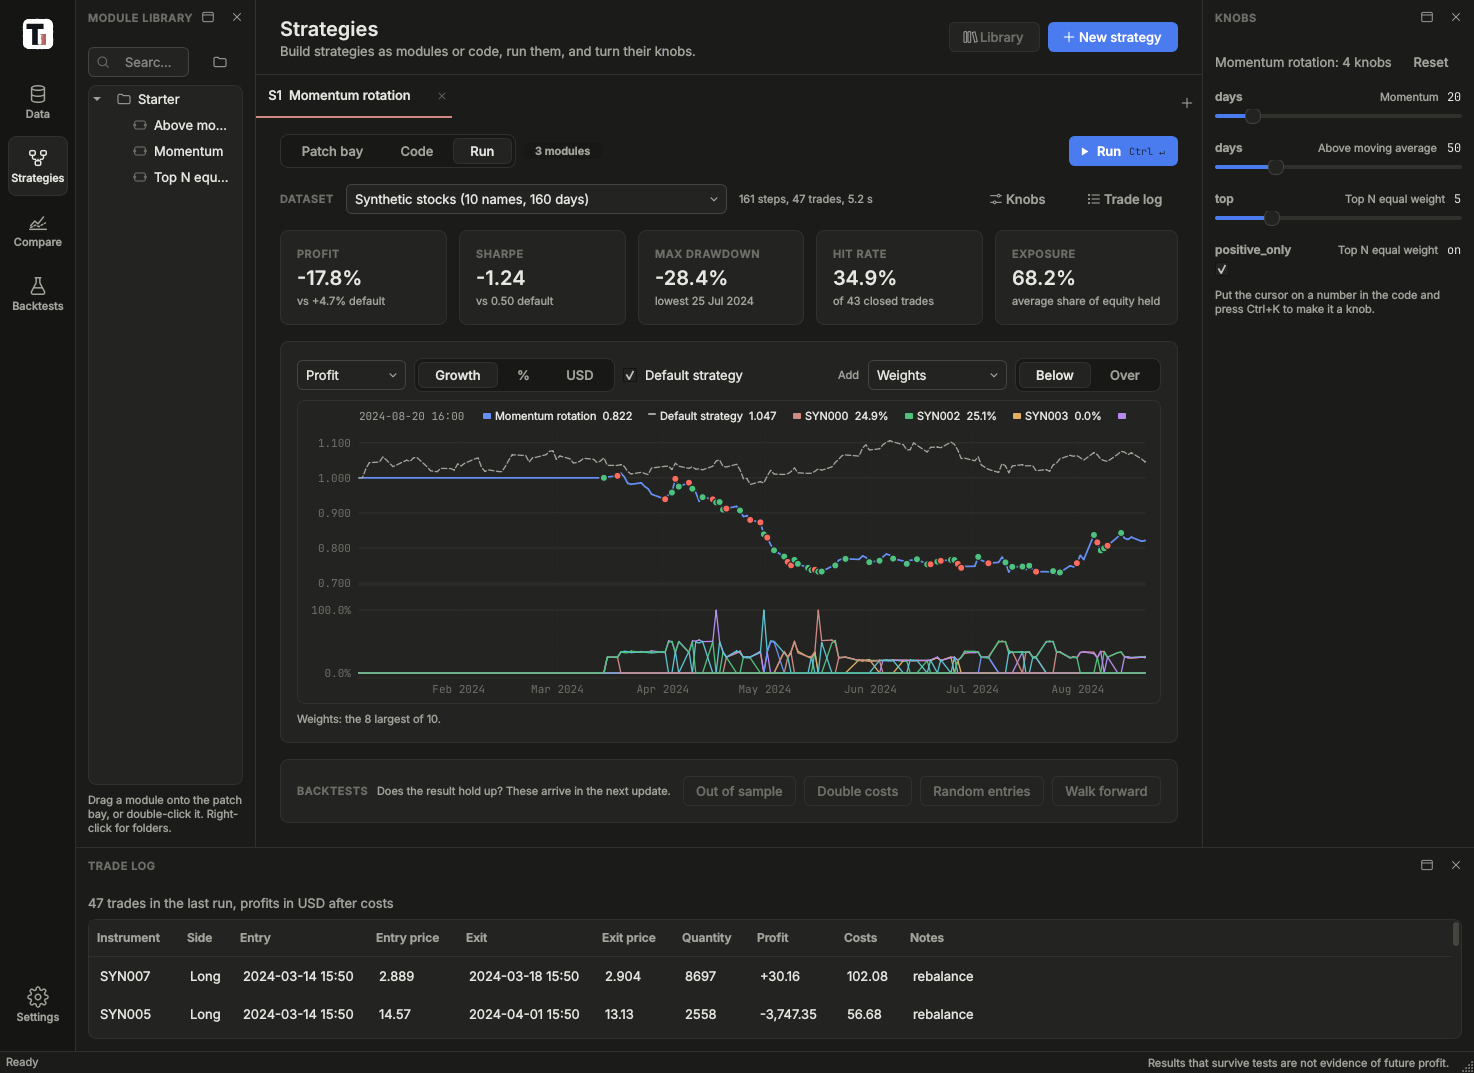 MODULE LIBRARY
Searc...
Starter
Above mo...
Momentum
Top N equ...
Drag a module onto the patch
bay, or double-click it. Right-
click for folders.
Data
Strategies
Compare
Backtests
Settings
Strategies
Build strategies as modules or code, run them, and turn their knobs.
Library
+ New strategy
S1 Momentum rotation
Patch bay Code Run 3 modules
Run Ctrl ↵
DATASET Synthetic stocks (10 names, 160 days) 161 steps, 47 trades, 5.2 s Knobs Trade log
PROFIT
-17.8%
vs +4.7% default
SHARPE
-1.24
vs 0.50 default
MAX DRAWDOWN
-28.4%
lowest 25 Jul 2024
HIT RATE
34.9%
of 43 closed trades
EXPOSURE
68.2%
average share of equity held
Profit Growth % USD Default strategy Add Weights Below Over
2024-08-20 16:00 Momentum rotation 0.822 Default strategy 1.047 SYN000 24.9% SYN002 25.1% SYN003 0.0%
1.100
1.000
0.900
0.800
0.700
100.0%
0.0%
Feb 2024 Mar 2024 Apr 2024 May 2024 Jun 2024 Jul 2024 Aug 2024
Weights: the 8 largest of 10.
BACKTESTS Does the result hold up? These arrive in the next update. Out of sample Double costs Random entries Walk forward
KNOBS
Momentum rotation: 4 knobs Reset
days Momentum 20
days Above moving average 50
top Top N equal weight 5
positive_only Top N equal weight on
Put the cursor on a number in the code and
press Ctrl+K to make it a knob.
TRADE LOG
47 trades in the last run, profits in USD after costs
Instrument Side Entry Entry price Exit Exit price Quantity Profit Costs Notes
SYN007 Long 2024-03-14 15:50 2.889 2024-03-18 15:50 2.904 8697 +30.16 102.08 rebalance
SYN005 Long 2024-03-14 15:50 14.57 2024-04-01 15:50 13.13 2558 -3,747.35 56.68 rebalance
Ready
Results that survive tests are not evidence of future profit.